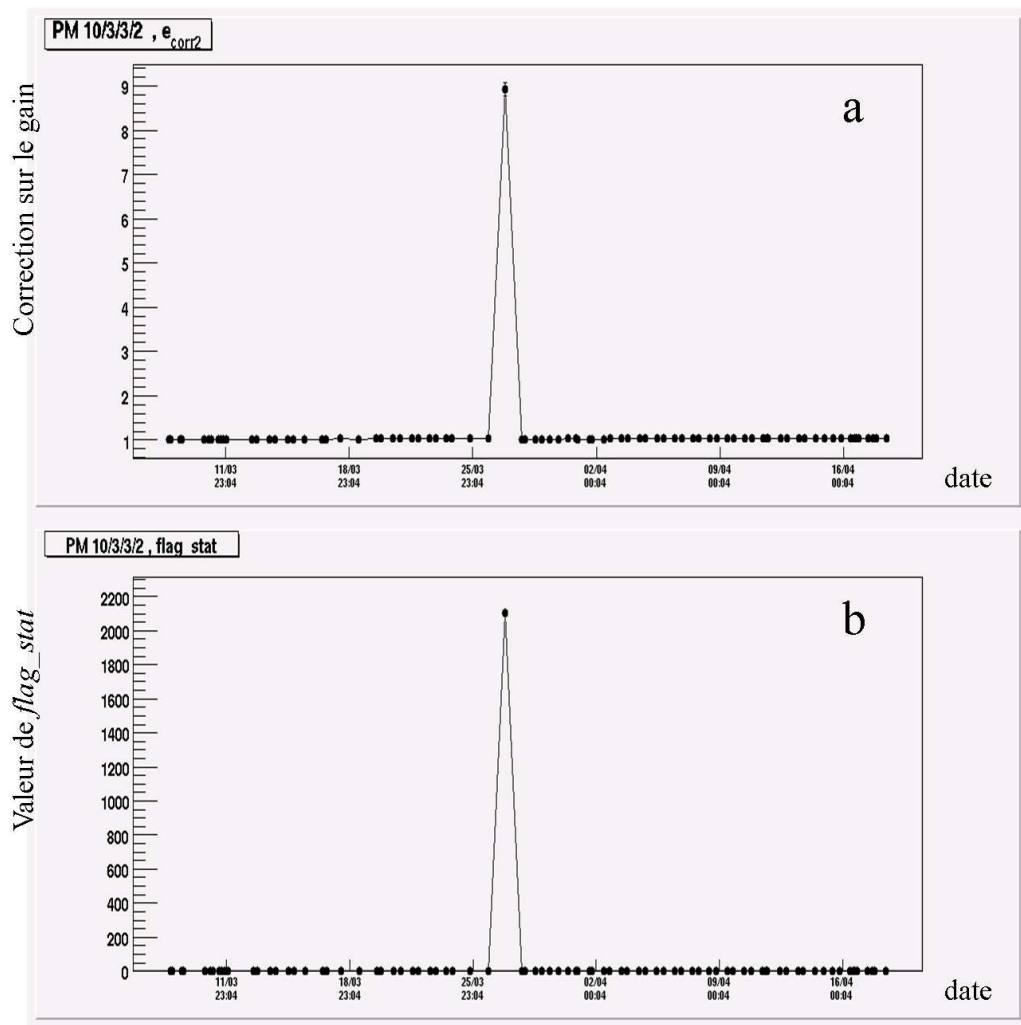 PM 10/3/3/2 , e_corr2
Correction sur le gain
a
9
8
7
6
5
4
3
2
1
11/03 18/03 25/03 02/04 09/04 16/04
23:04 23:04 23:04 00:04 00:04 00:04
date
PM 10/3/3/2 , flag_stat
Valeur de flag_stat
b
2200
2000
1800
1600
1400
1200
1000
800
600
400
200
0
11/03 18/03 25/03 02/04 09/04 16/04
23:04 23:04 23:04 00:04 00:04 00:04
date